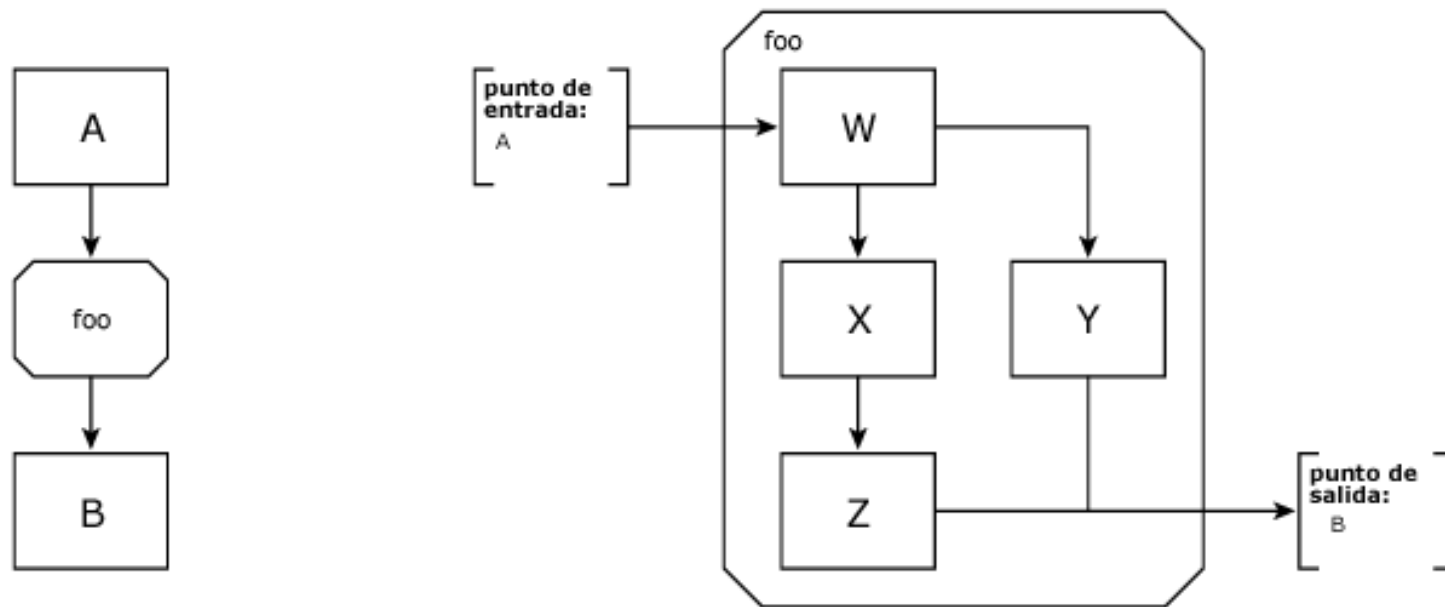 A
foo
B
punto de
entrada:
A
foo
W
X
Y
Z
punto de
salida:
B